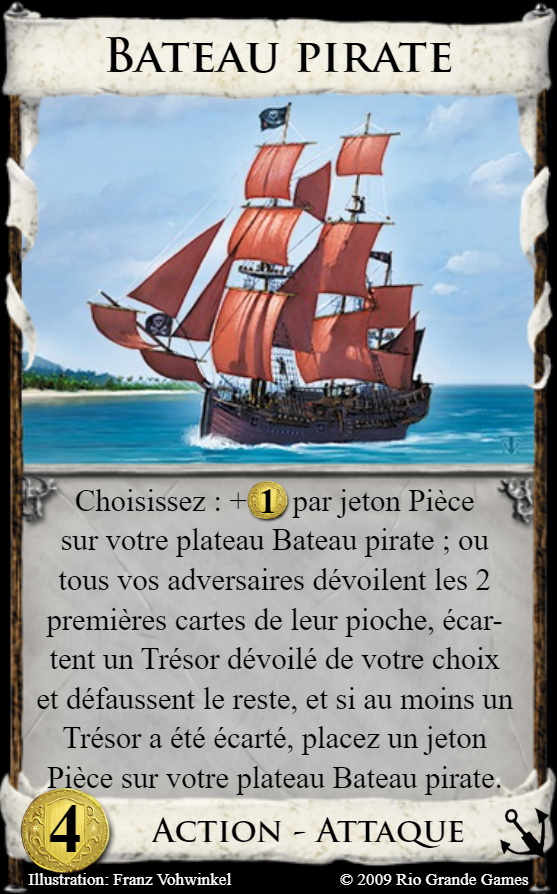 BATEAU PIRATE
Choisissez : +1 par jeton Pièce
sur votre plateau Bateau pirate ; ou
tous vos adversaires dévoilent les 2
premières cartes de leur pioche, écar-
tent un Trésor dévoilé de votre choix
et défaussent le reste, et si au moins un
Trésor a été écarté, placez un jeton
Pièce sur votre plateau Bateau pirate.
4 ACTION - ATTAQUE
Illustration: Franz Vohwinkel © 2009 Rio Grande Games